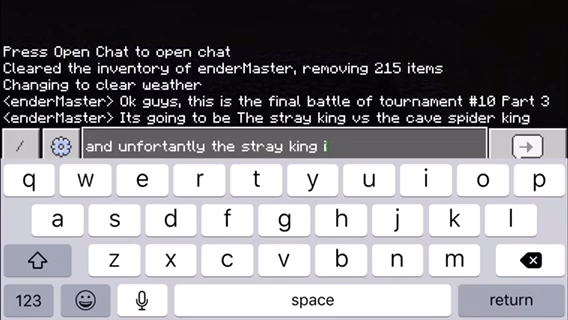 Press Open Chat to open chat
Cleared the inventory of enderMaster, removing 215 items
Changing to clear weather
<enderMaster> Ok guys, this is the final battle of tournament #10 Part 3
<enderMaster> Its going to be The stray king vs the cave spider king
/ and unfortantly the stray king i
q w e r t y u i o p
a s d f g h j k l
z x c v b n m
123 space return